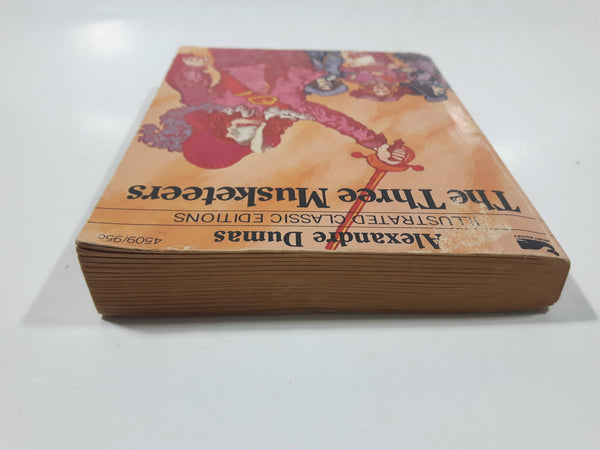 4509/95c
Alexandre Dumas
ILLUSTRATED CLASSIC EDITIONS
The Three Musketeers